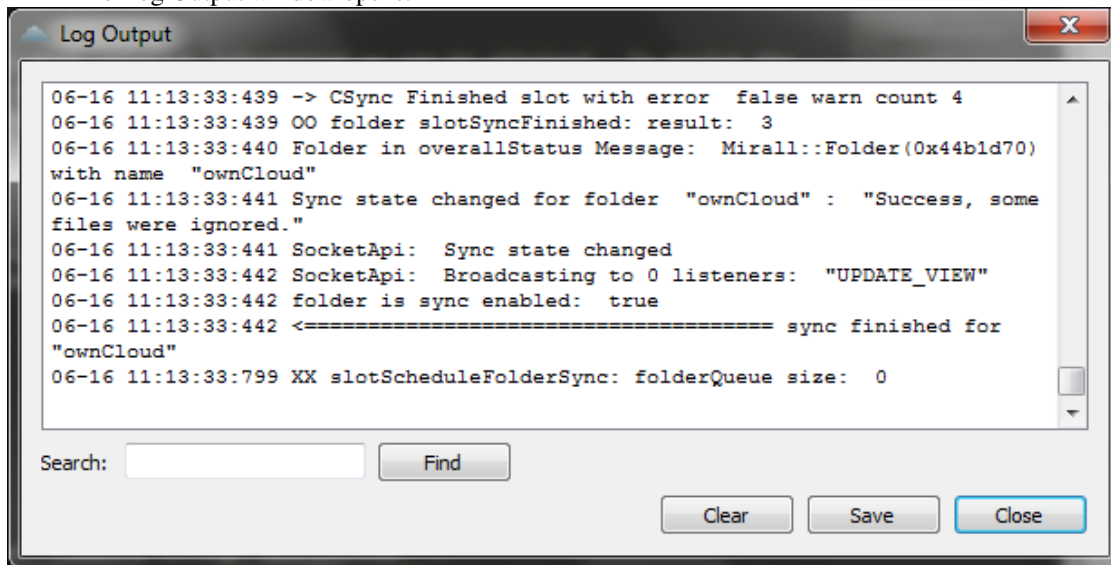 Log Output
06-16 11:13:33:439 -> CSync Finished slot with error  false warn count 4
06-16 11:13:33:439 OO folder slotSyncFinished: result:  3
06-16 11:13:33:440 Folder in overallStatus Message:  Mirall::Folder(0x44b1d70)
with name  "ownCloud"
06-16 11:13:33:441 Sync state changed for folder  "ownCloud" :  "Success, some
files were ignored."
06-16 11:13:33:441 SocketApi:  Sync state changed
06-16 11:13:33:442 SocketApi:  Broadcasting to 0 listeners:  "UPDATE_VIEW"
06-16 11:13:33:442 folder is sync enabled:  true
06-16 11:13:33:442 <===================================== sync finished for
"ownCloud"
06-16 11:13:33:799 XX slotScheduleFolderSync: folderQueue size:  0
Search:
Find
Clear
Save
Close